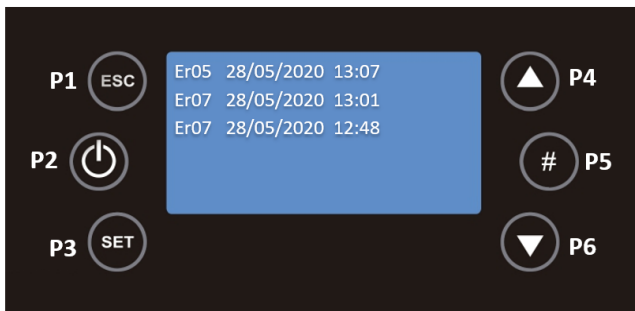 P1 ESC
P2
P3 SET
Er05 28/05/2020 13:07
Er07 28/05/2020 13:01
Er07 28/05/2020 12:48
P4
# P5
P6